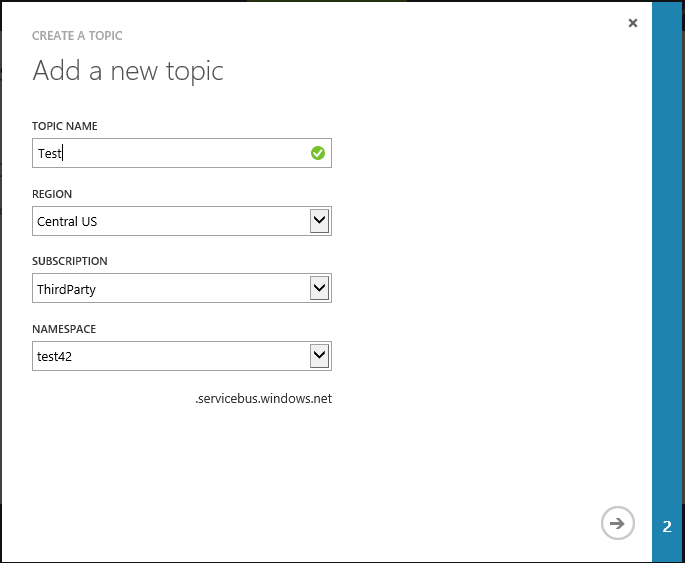 CREATE A TOPIC
Add a new topic
TOPIC NAME
Test
REGION
Central US
SUBSCRIPTION
ThirdParty
NAMESPACE
test42
.servicebus.windows.net
2